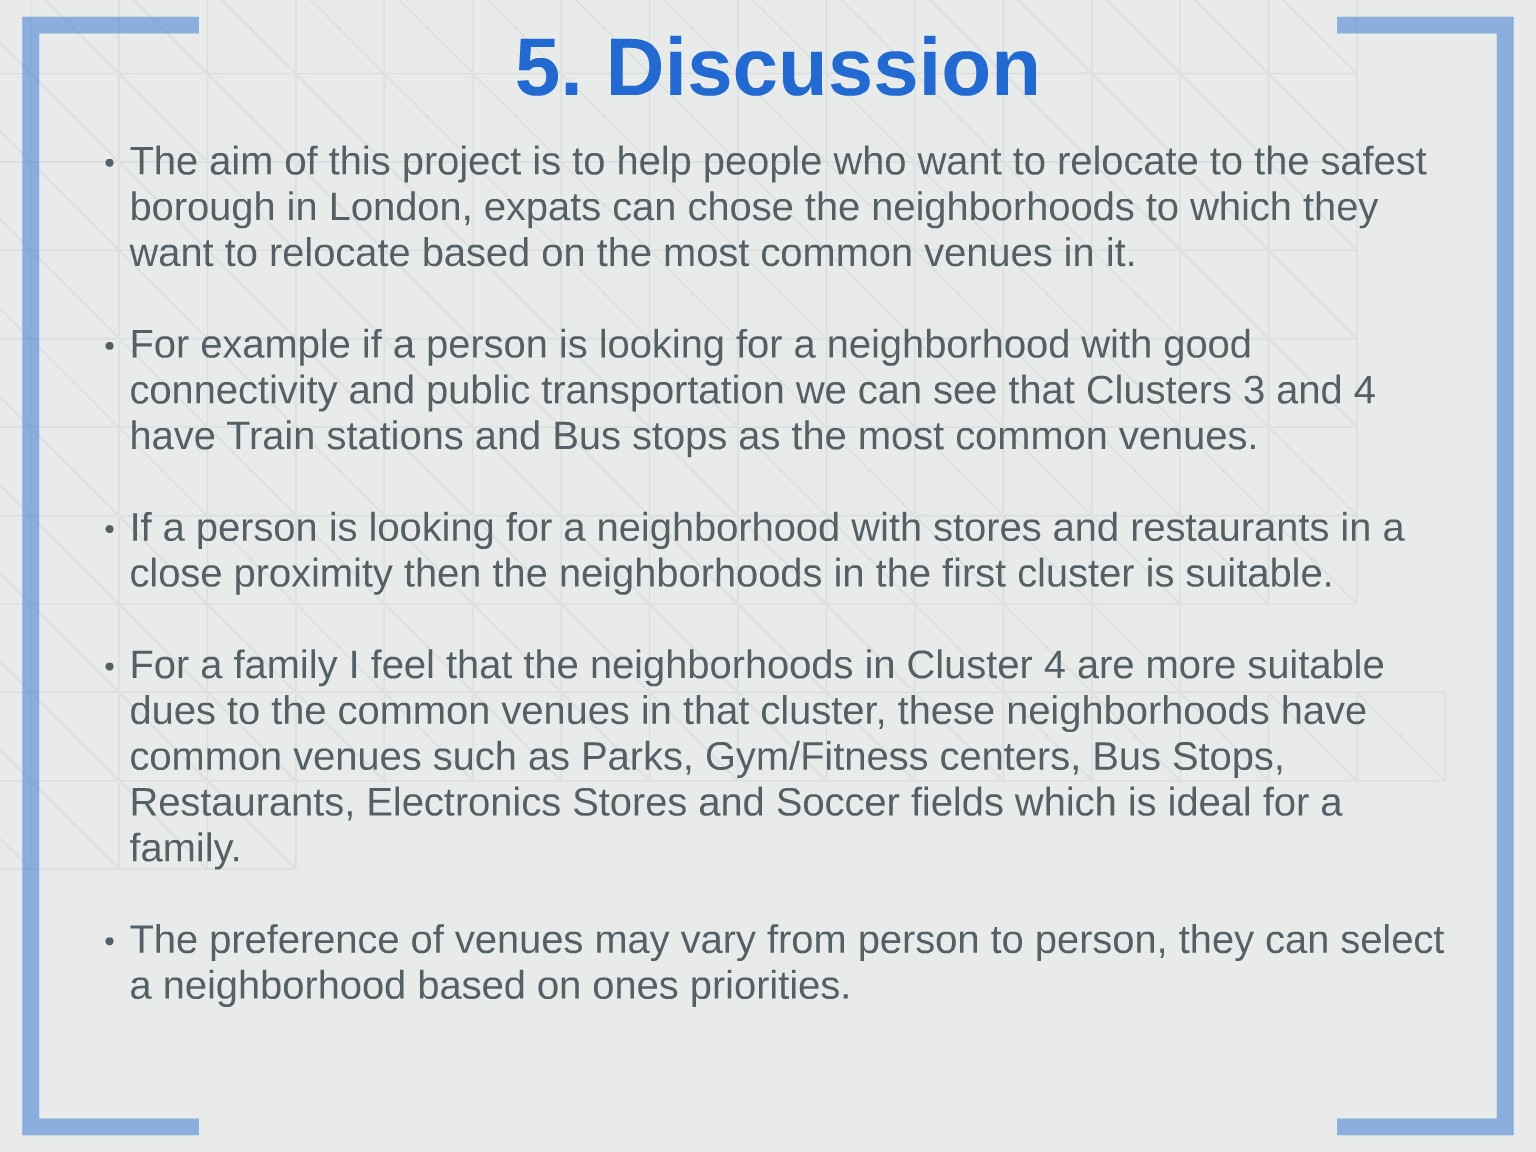 5. Discussion
• The aim of this project is to help people who want to relocate to the safest
borough in London, expats can chose the neighborhoods to which they
want to relocate based on the most common venues in it.
• For example if a person is looking for a neighborhood with good
connectivity and public transportation we can see that Clusters 3 and 4
have Train stations and Bus stops as the most common venues.
• If a person is looking for a neighborhood with stores and restaurants in a
close proximity then the neighborhoods in the first cluster is suitable.
• For a family I feel that the neighborhoods in Cluster 4 are more suitable
dues to the common venues in that cluster, these neighborhoods have
common venues such as Parks, Gym/Fitness centers, Bus Stops,
Restaurants, Electronics Stores and Soccer fields which is ideal for a
family.
• The preference of venues may vary from person to person, they can select
a neighborhood based on ones priorities.